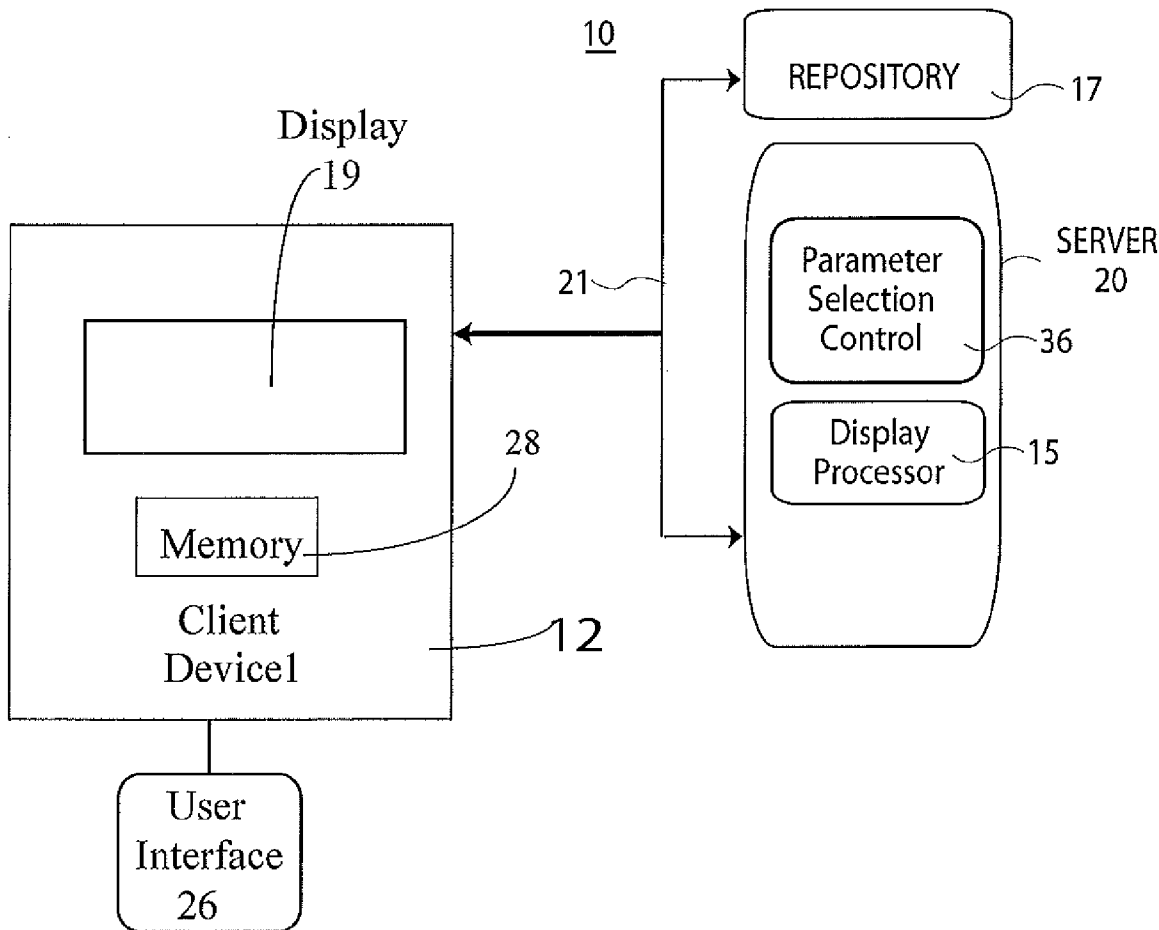 10
REPOSITORY
17
Display
19
21
Parameter
Selection
Control
36
SERVER
20
Display
Processor
15
28
Memory
Client
Device1
12
User
Interface
26